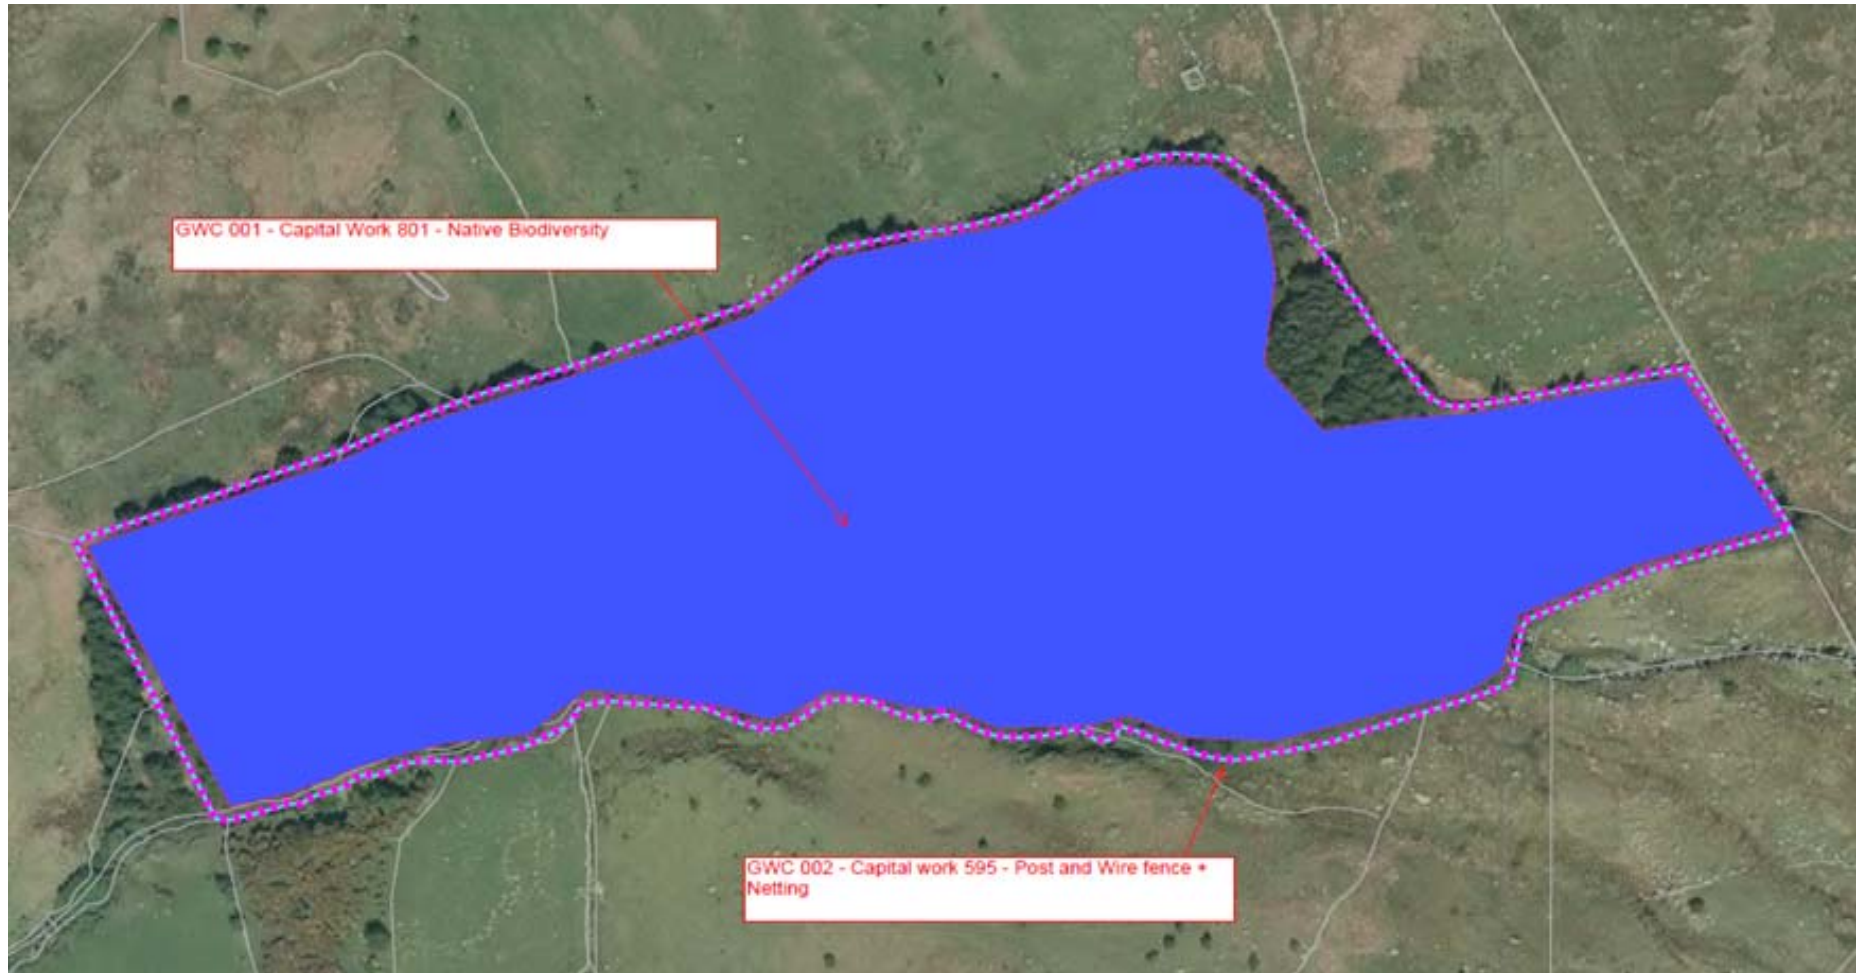 GWC 001 - Capital Work 801 - Native Biodiversity
GWC 002 - Capital work 595 - Post and Wire fence +
Netting